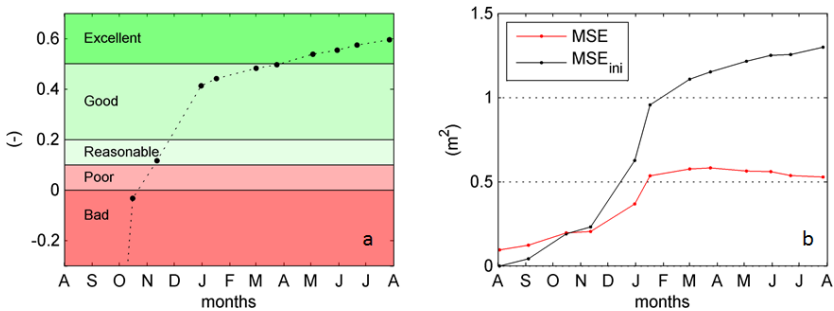 0.6
0.4
0.2
0
-0.2
(-)
Excellent
Good
Reasonable
Poor
Bad
a
A S O N D J F M A M J J A
months
1.5
1
0.5
0
(m²)
MSE
MSE_ini
b
A S O N D J F M A M J J A
months